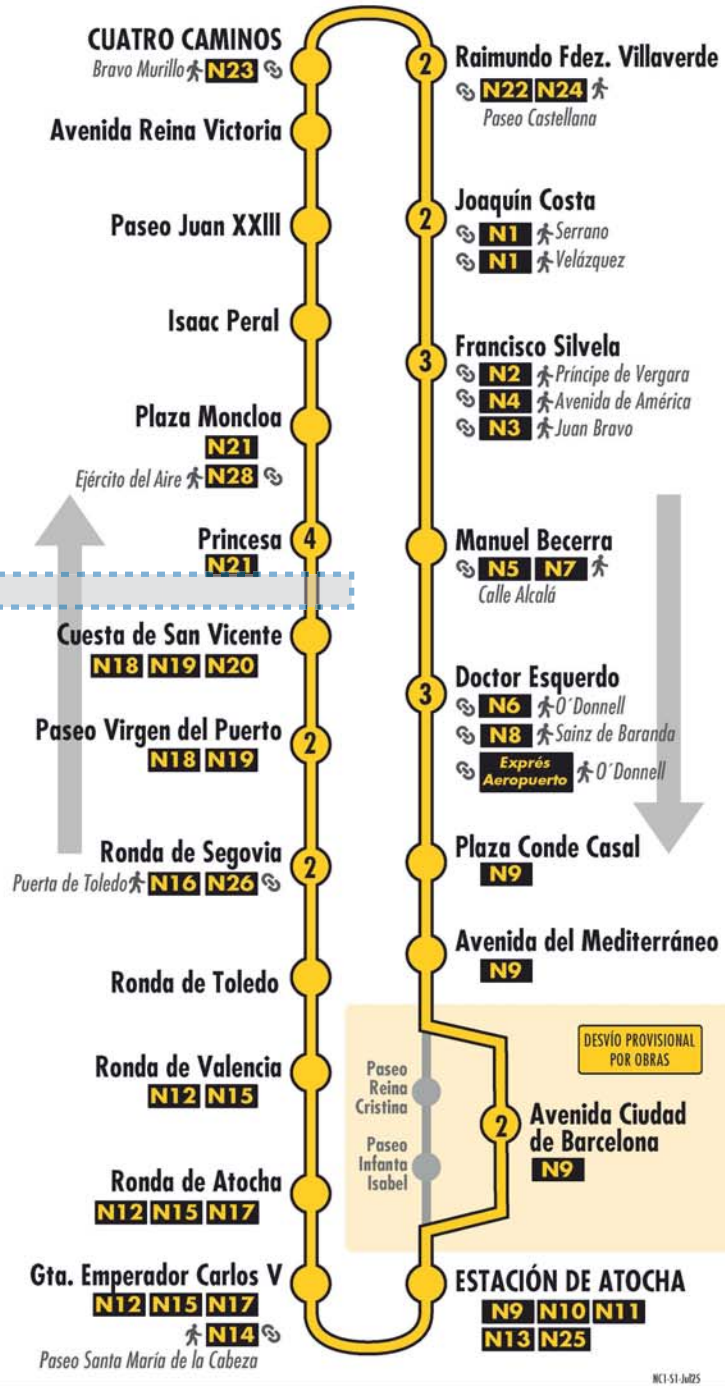 CUATRO CAMINOS
Bravo Murillo N23
Avenida Reina Victoria
Paseo Juan XXIII
Isaac Peral
Plaza Moncloa
N21
Ejército del Aire N28
Princesa 4
N21
Cuesta de San Vicente
N18 N19 N20
Paseo Virgen del Puerto 2
N18 N19
Ronda de Segovia 2
Puerta de Toledo N16 N26
Ronda de Toledo
Ronda de Valencia
N12 N15
Ronda de Atocha
N12 N15 N17
Gta. Emperador Carlos V
N12 N15 N17
N14
Paseo Santa María de la Cabeza
2 Raimundo Fdez. Villaverde
N22 N24
Paseo Castellana
2 Joaquín Costa
N1 Serrano
N1 Velázquez
3 Francisco Silvela
N2 Príncipe de Vergara
N4 Avenida de América
N3 Juan Bravo
Manuel Becerra
N5 N7
Calle Alcalá
3 Doctor Esquerdo
N6 O´Donnell
N8 Sainz de Baranda
Exprés
Aeropuerto O´Donnell
Plaza Conde Casal
N9
Avenida del Mediterráneo
N9
DESVÍO PROVISIONAL
POR OBRAS
Paseo
Reina
Cristina
Paseo
Infanta
Isabel
2 Avenida Ciudad
de Barcelona
N9
ESTACIÓN DE ATOCHA
N9 N10 N11
N13 N25
NC1-S1-Jul25